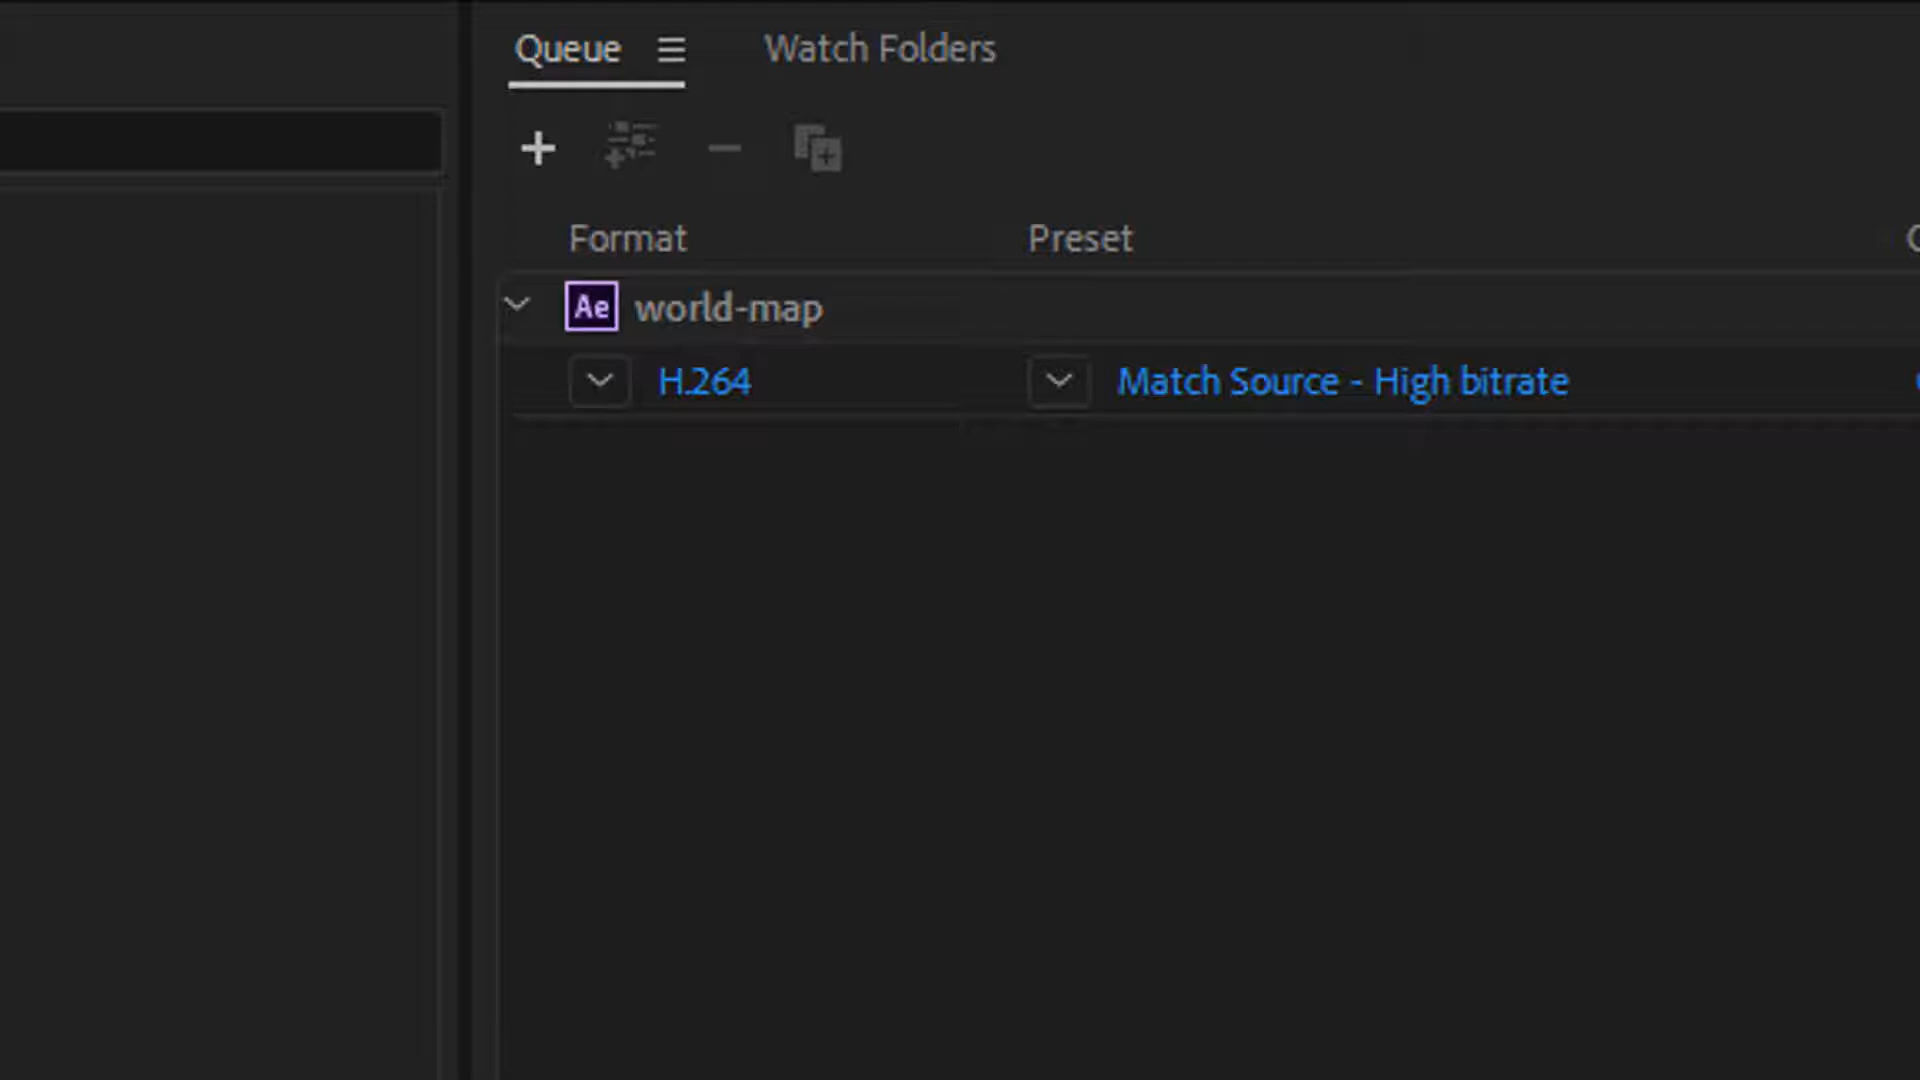 Queue Watch Folders
Format Preset
Ae world-map
H.264 Match Source - High bitrate